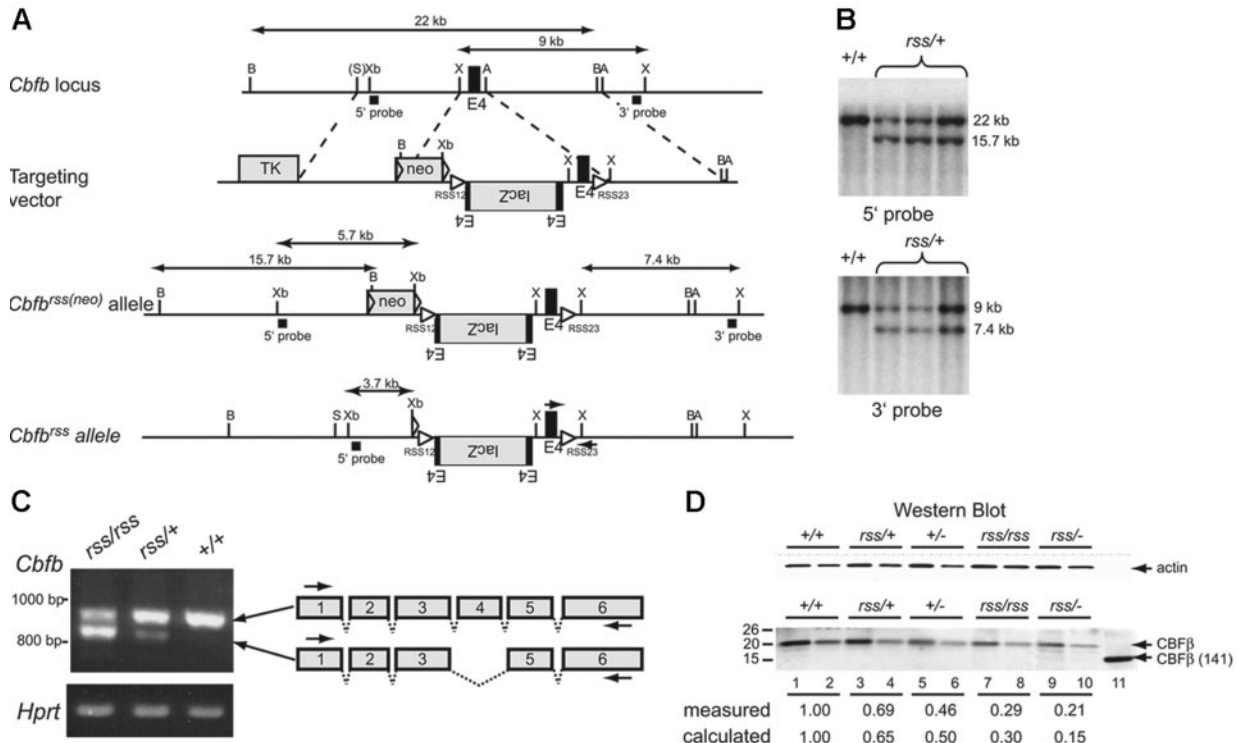 A
22 kb
9 kb
B (S) Xb X A BA X
Cbfb locus
5' probe E4 3' probe
TK B neo Xb X E4 X BA
Targeting vector
RSS12 lacZ RSS23
E4 E4
5.7 kb
15.7 kb 7.4 kb
B Xb B neo Xb X X BA X
Cbfbrss(neo) allele
5' probe RSS12 lacZ E4 RSS23 3' probe
E4 E4
3.7 kb
B S Xb Xb X X BA X
Cbfbrss allele
5' probe RSS12 lacZ E4 RSS23
E4 E4
B
+/+ rss/+
22 kb
15.7 kb
5' probe
+/+ rss/+
9 kb
7.4 kb
3' probe
C
Cbfb rss/rss rss/+ +/+
1000 bp
800 bp
1 2 3 4 5 6
1 2 3 5 6
Hprt
D
Western Blot
+/+ rss/+ +/- rss/rss rss/-
actin
+/+ rss/+ +/- rss/rss rss/-
26
20
15
CBFβ
CBFβ (141)
1 2 3 4 5 6 7 8 9 10 11
measured 1.00 0.69 0.46 0.29 0.21
calculated 1.00 0.65 0.50 0.30 0.15